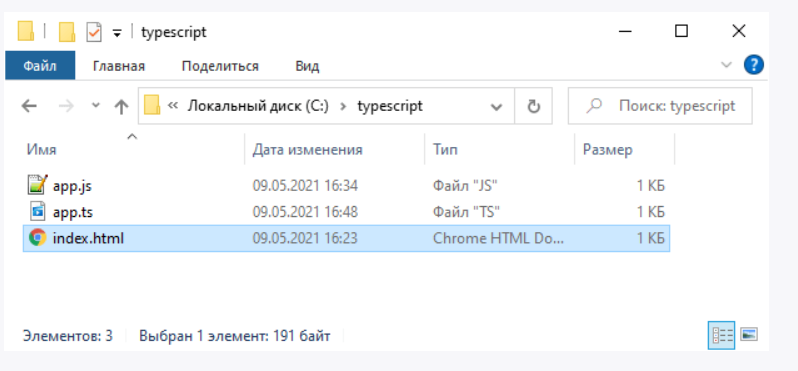 typescript
Файл Главная Поделиться Вид
« Локальный диск (C:) › typescript Поиск: typescript
Имя Дата изменения Тип Размер
app.js 09.05.2021 16:34 Файл "JS" 1 КБ
app.ts 09.05.2021 16:48 Файл "TS" 1 КБ
index.html 09.05.2021 16:23 Chrome HTML Do... 1 КБ
Элементов: 3 Выбран 1 элемент: 191 байт